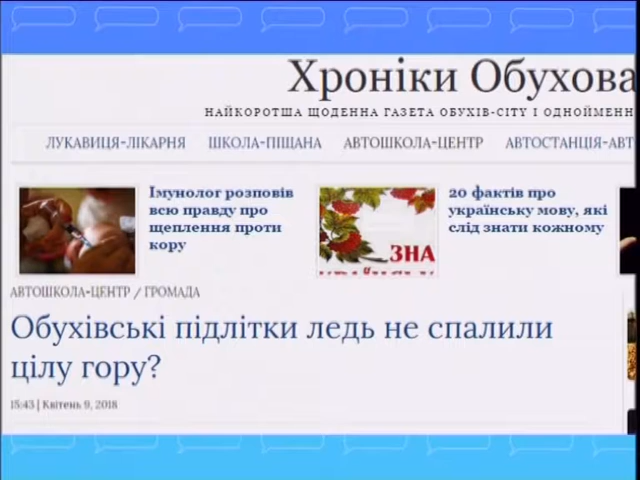 Хроніки Обухова
НАЙКОРОТША ЩОДЕННА ГАЗЕТА ОБУХІВ-CITY І ОДНОЙМЕНН
ЛУКАВИЦЯ-ЛІКАРНЯ ШКОЛА-ПІЩАНА АВТОШКОЛА-ЦЕНТР АВТОСТАНЦІЯ-АВТ
Імунолог розповів
всю правду про
щеплення проти
кору
20 фактів про
українську мову, які
слід знати кожному
ЗНА
АВТОШКОЛА-ЦЕНТР / ГРОМАДА
Обухівські підлітки ледь не спалили
цілу гору?
15:43 | Квітень 9, 2018